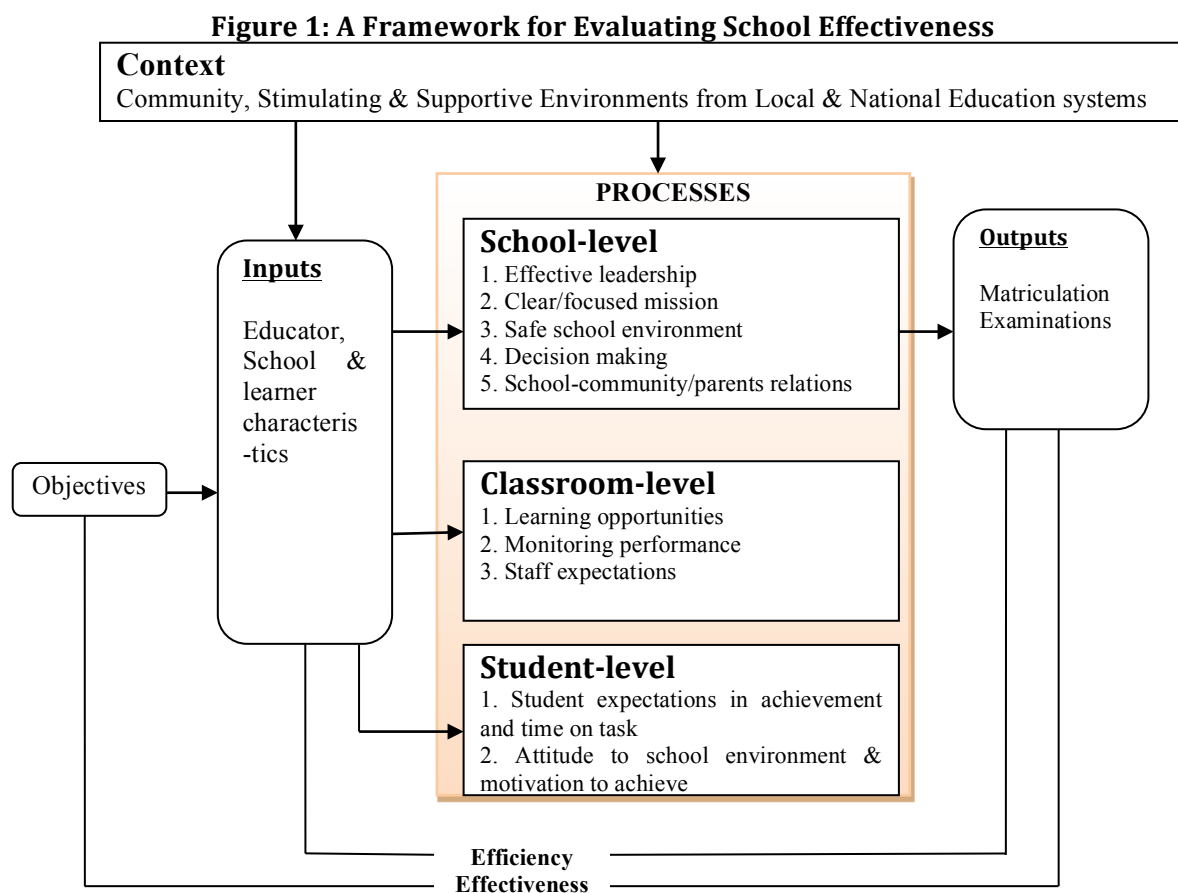 Figure 1: A Framework for Evaluating School Effectiveness
Context
Community, Stimulating & Supportive Environments from Local & National Education systems
PROCESSES
School-level
1. Effective leadership
2. Clear/focused mission
3. Safe school environment
4. Decision making
5. School-community/parents relations
Inputs
Educator,
School &
learner
characteris
-tics
Outputs
Matriculation
Examinations
Objectives
Classroom-level
1. Learning opportunities
2. Monitoring performance
3. Staff expectations
Student-level
1. Student expectations in achievement
and time on task
2. Attitude to school environment &
motivation to achieve
Efficiency
Effectiveness